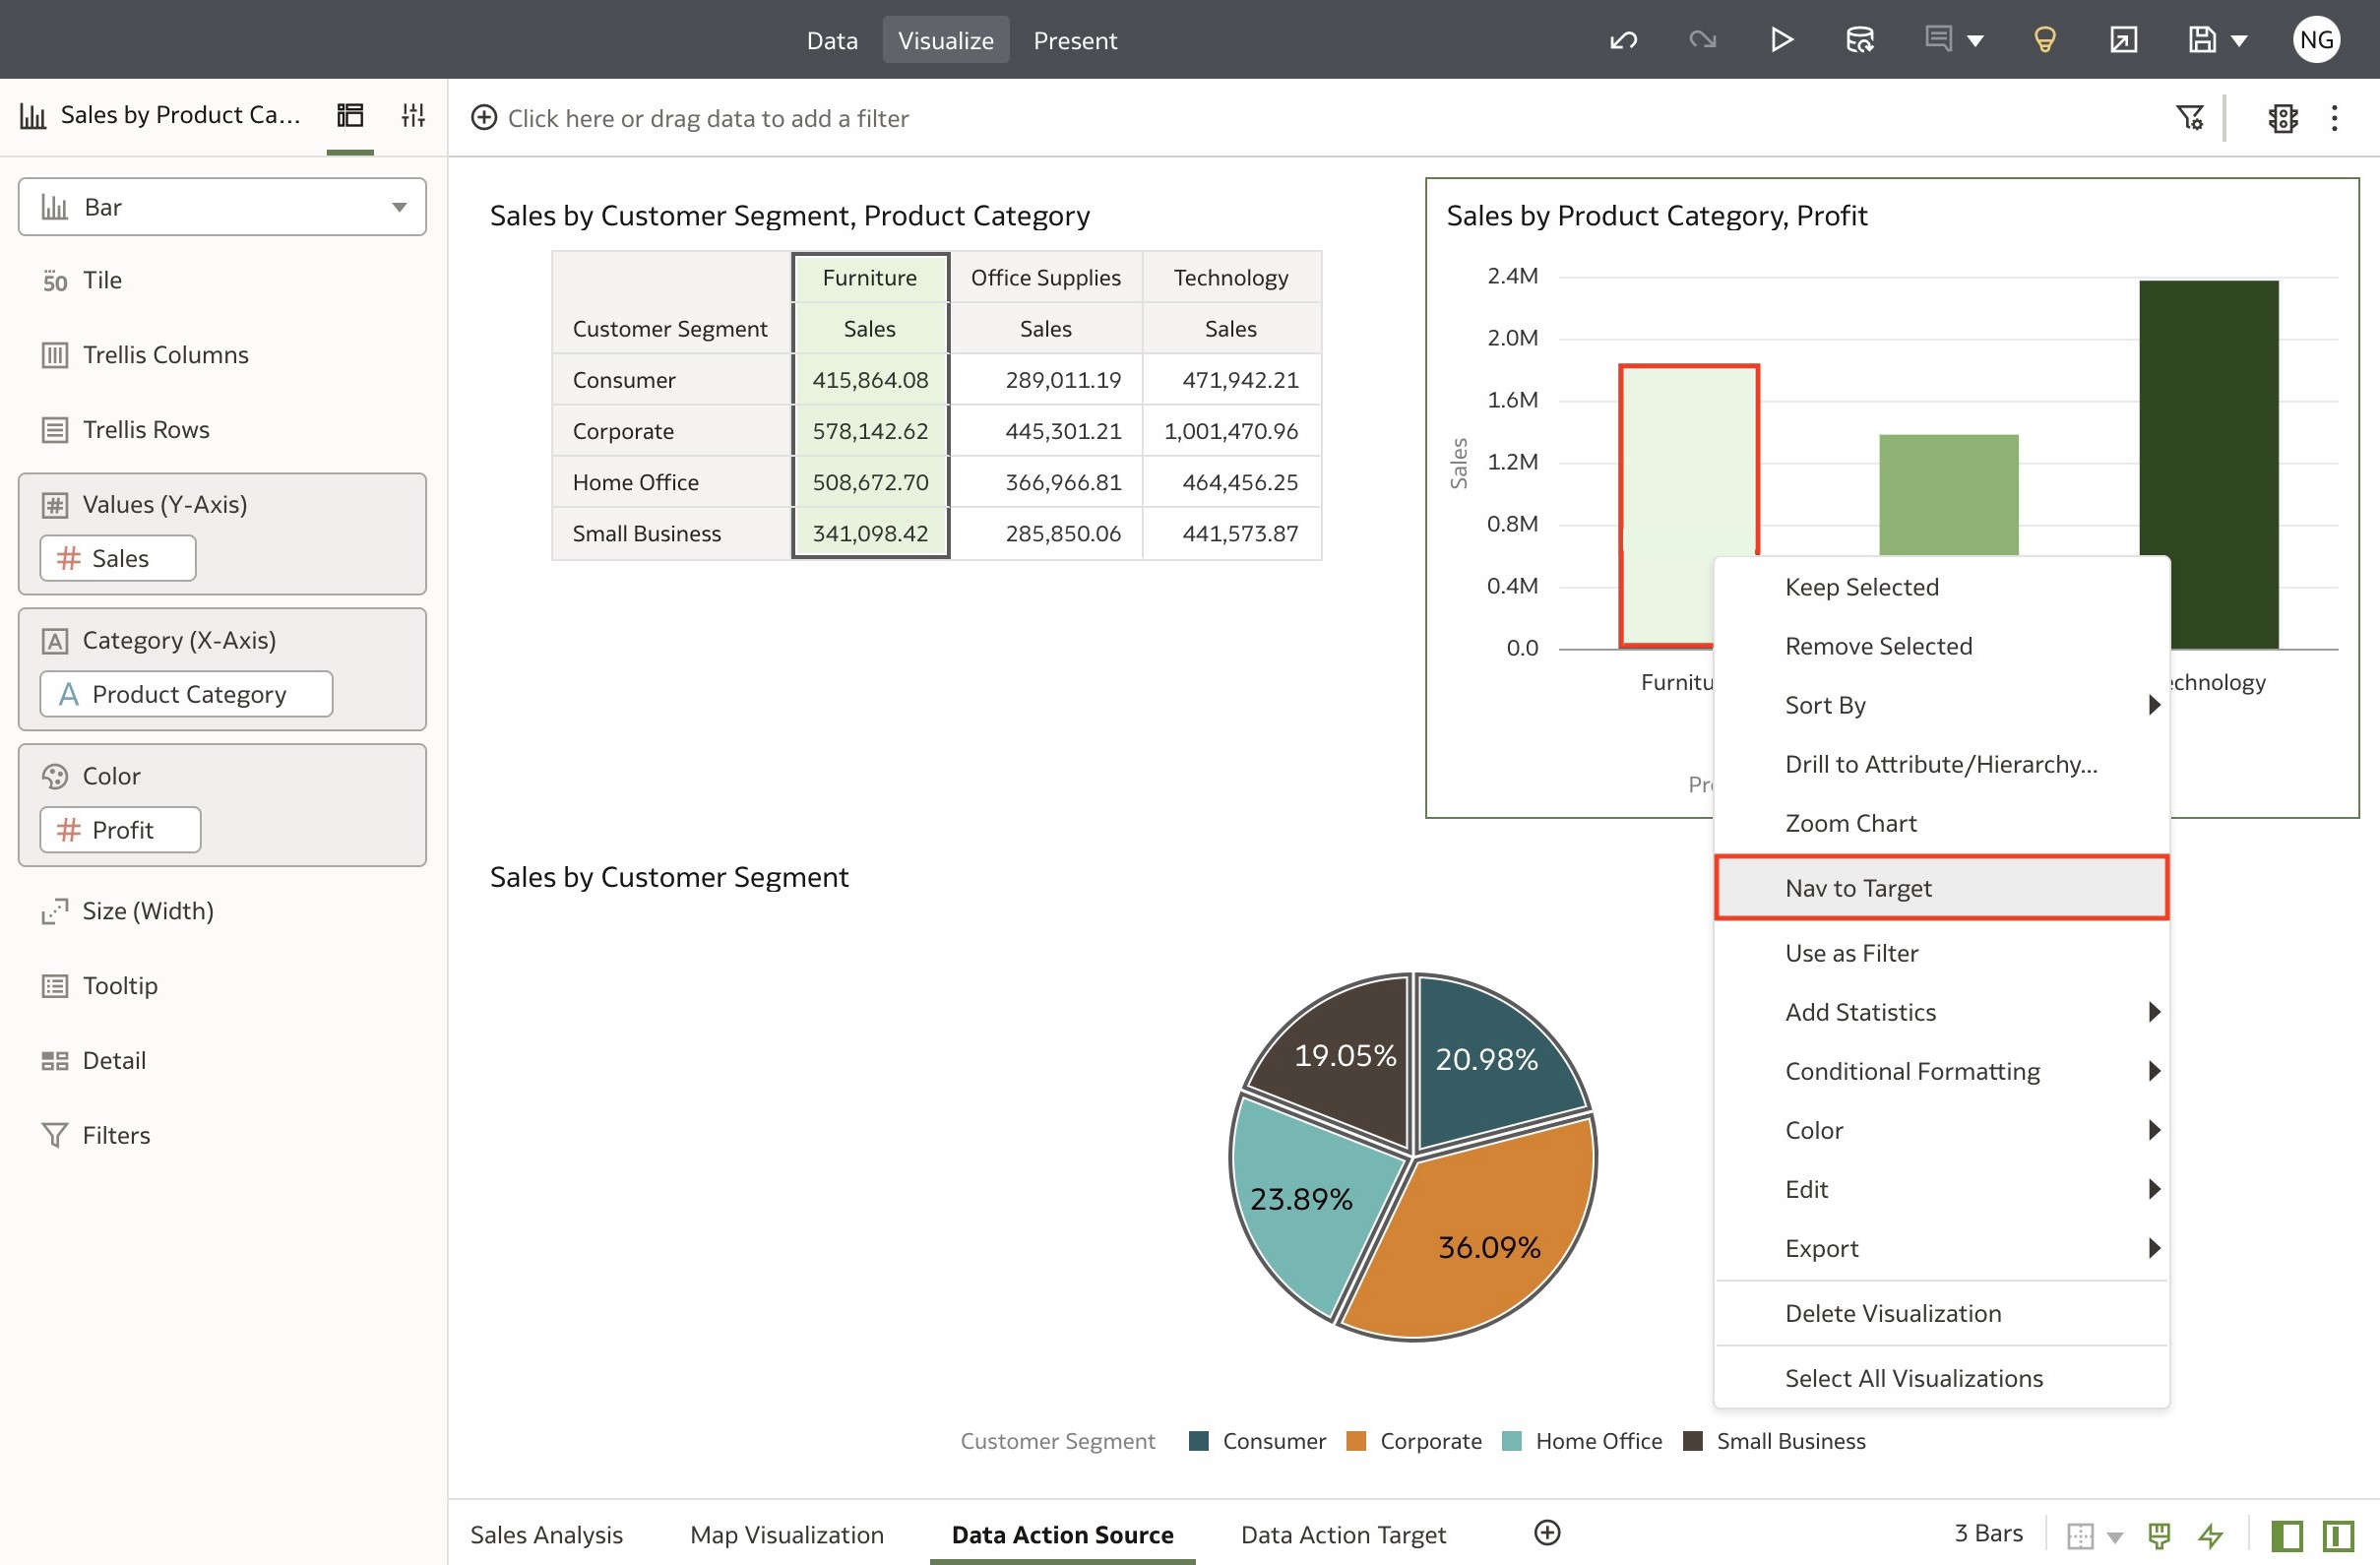 Data Visualize Present NG
Sales by Product Ca...
Click here or drag data to add a filter
Bar
50 Tile
Trellis Columns
Trellis Rows
Values (Y-Axis)
# Sales
Category (X-Axis)
A Product Category
Color
# Profit
Size (Width)
Tooltip
Detail
Filters
Sales by Customer Segment, Product Category
Furniture Office Supplies Technology
Customer Segment Sales Sales Sales
Consumer 415,864.08 289,011.19 471,942.21
Corporate 578,142.62 445,301.21 1,001,470.96
Home Office 508,672.70 366,966.81 464,456.25
Small Business 341,098.42 285,850.06 441,573.87
Sales by Product Category, Profit
2.4M
2.0M
1.6M
1.2M
0.8M
0.4M
0.0
Sales
Furnitu
echnology
Pr
Keep Selected
Remove Selected
Sort By
Drill to Attribute/Hierarchy...
Zoom Chart
Nav to Target
Use as Filter
Add Statistics
Conditional Formatting
Color
Edit
Export
Delete Visualization
Select All Visualizations
Sales by Customer Segment
19.05% 20.98%
23.89%
36.09%
Customer Segment Consumer Corporate Home Office Small Business
Sales Analysis Map Visualization Data Action Source Data Action Target 3 Bars